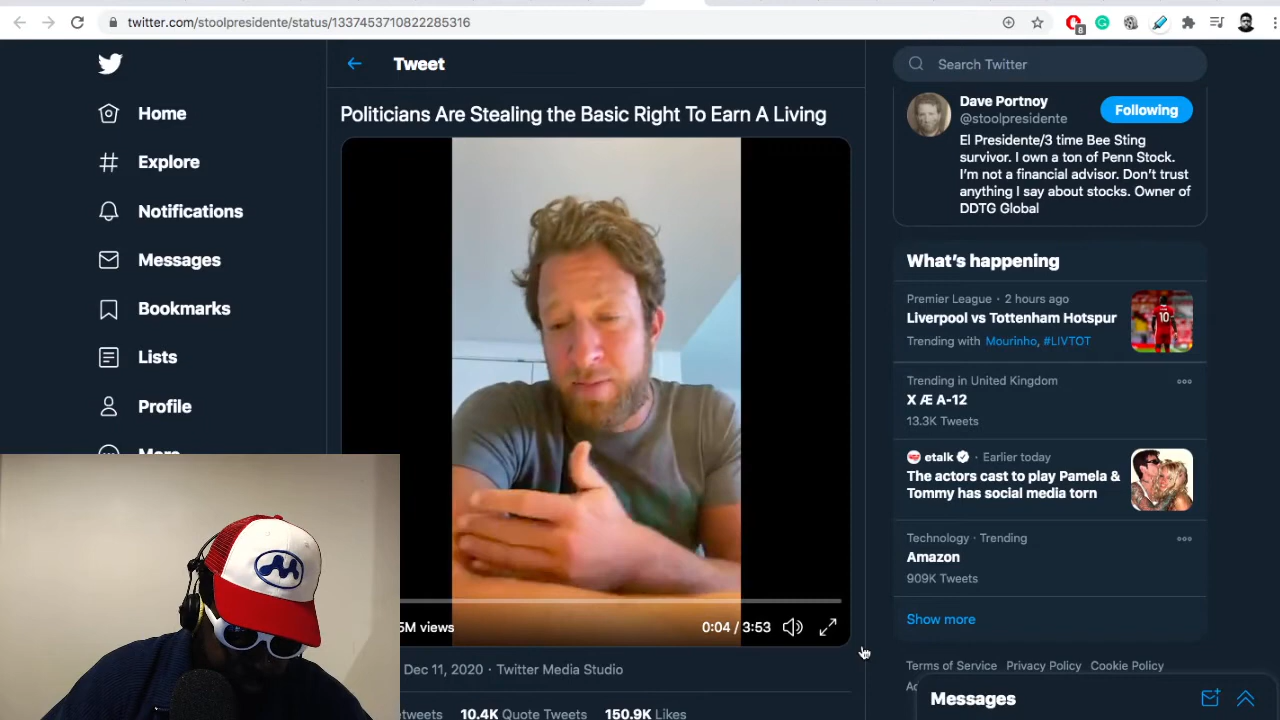 twitter.com/stoolpresidente/status/1337453710822285316
8
Home
Explore
Notifications
Messages
Bookmarks
Lists
Profile
Tweet
Politicians Are Stealing the Basic Right To Earn A Living
5M views
0:04 / 3:53
Dec 11, 2020 · Twitter Media Studio
10.4K Quote Tweets 150.9K Likes
Search Twitter
Dave Portnoy
@stoolpresidente
Following
El Presidente/3 time Bee Sting
survivor. I own a ton of Penn Stock.
I'm not a financial advisor. Don't trust
anything I say about stocks. Owner of
DDTG Global
What's happening
Premier League · 2 hours ago
Liverpool vs Tottenham Hotspur
Trending with Mourinho, #LIVTOT
10
Trending in United Kingdom
X Æ A-12
13.3K Tweets
etalk · Earlier today
The actors cast to play Pamela &
Tommy has social media torn
Technology · Trending
Amazon
909K Tweets
Show more
Terms of Service Privacy Policy Cookie Policy
Messages